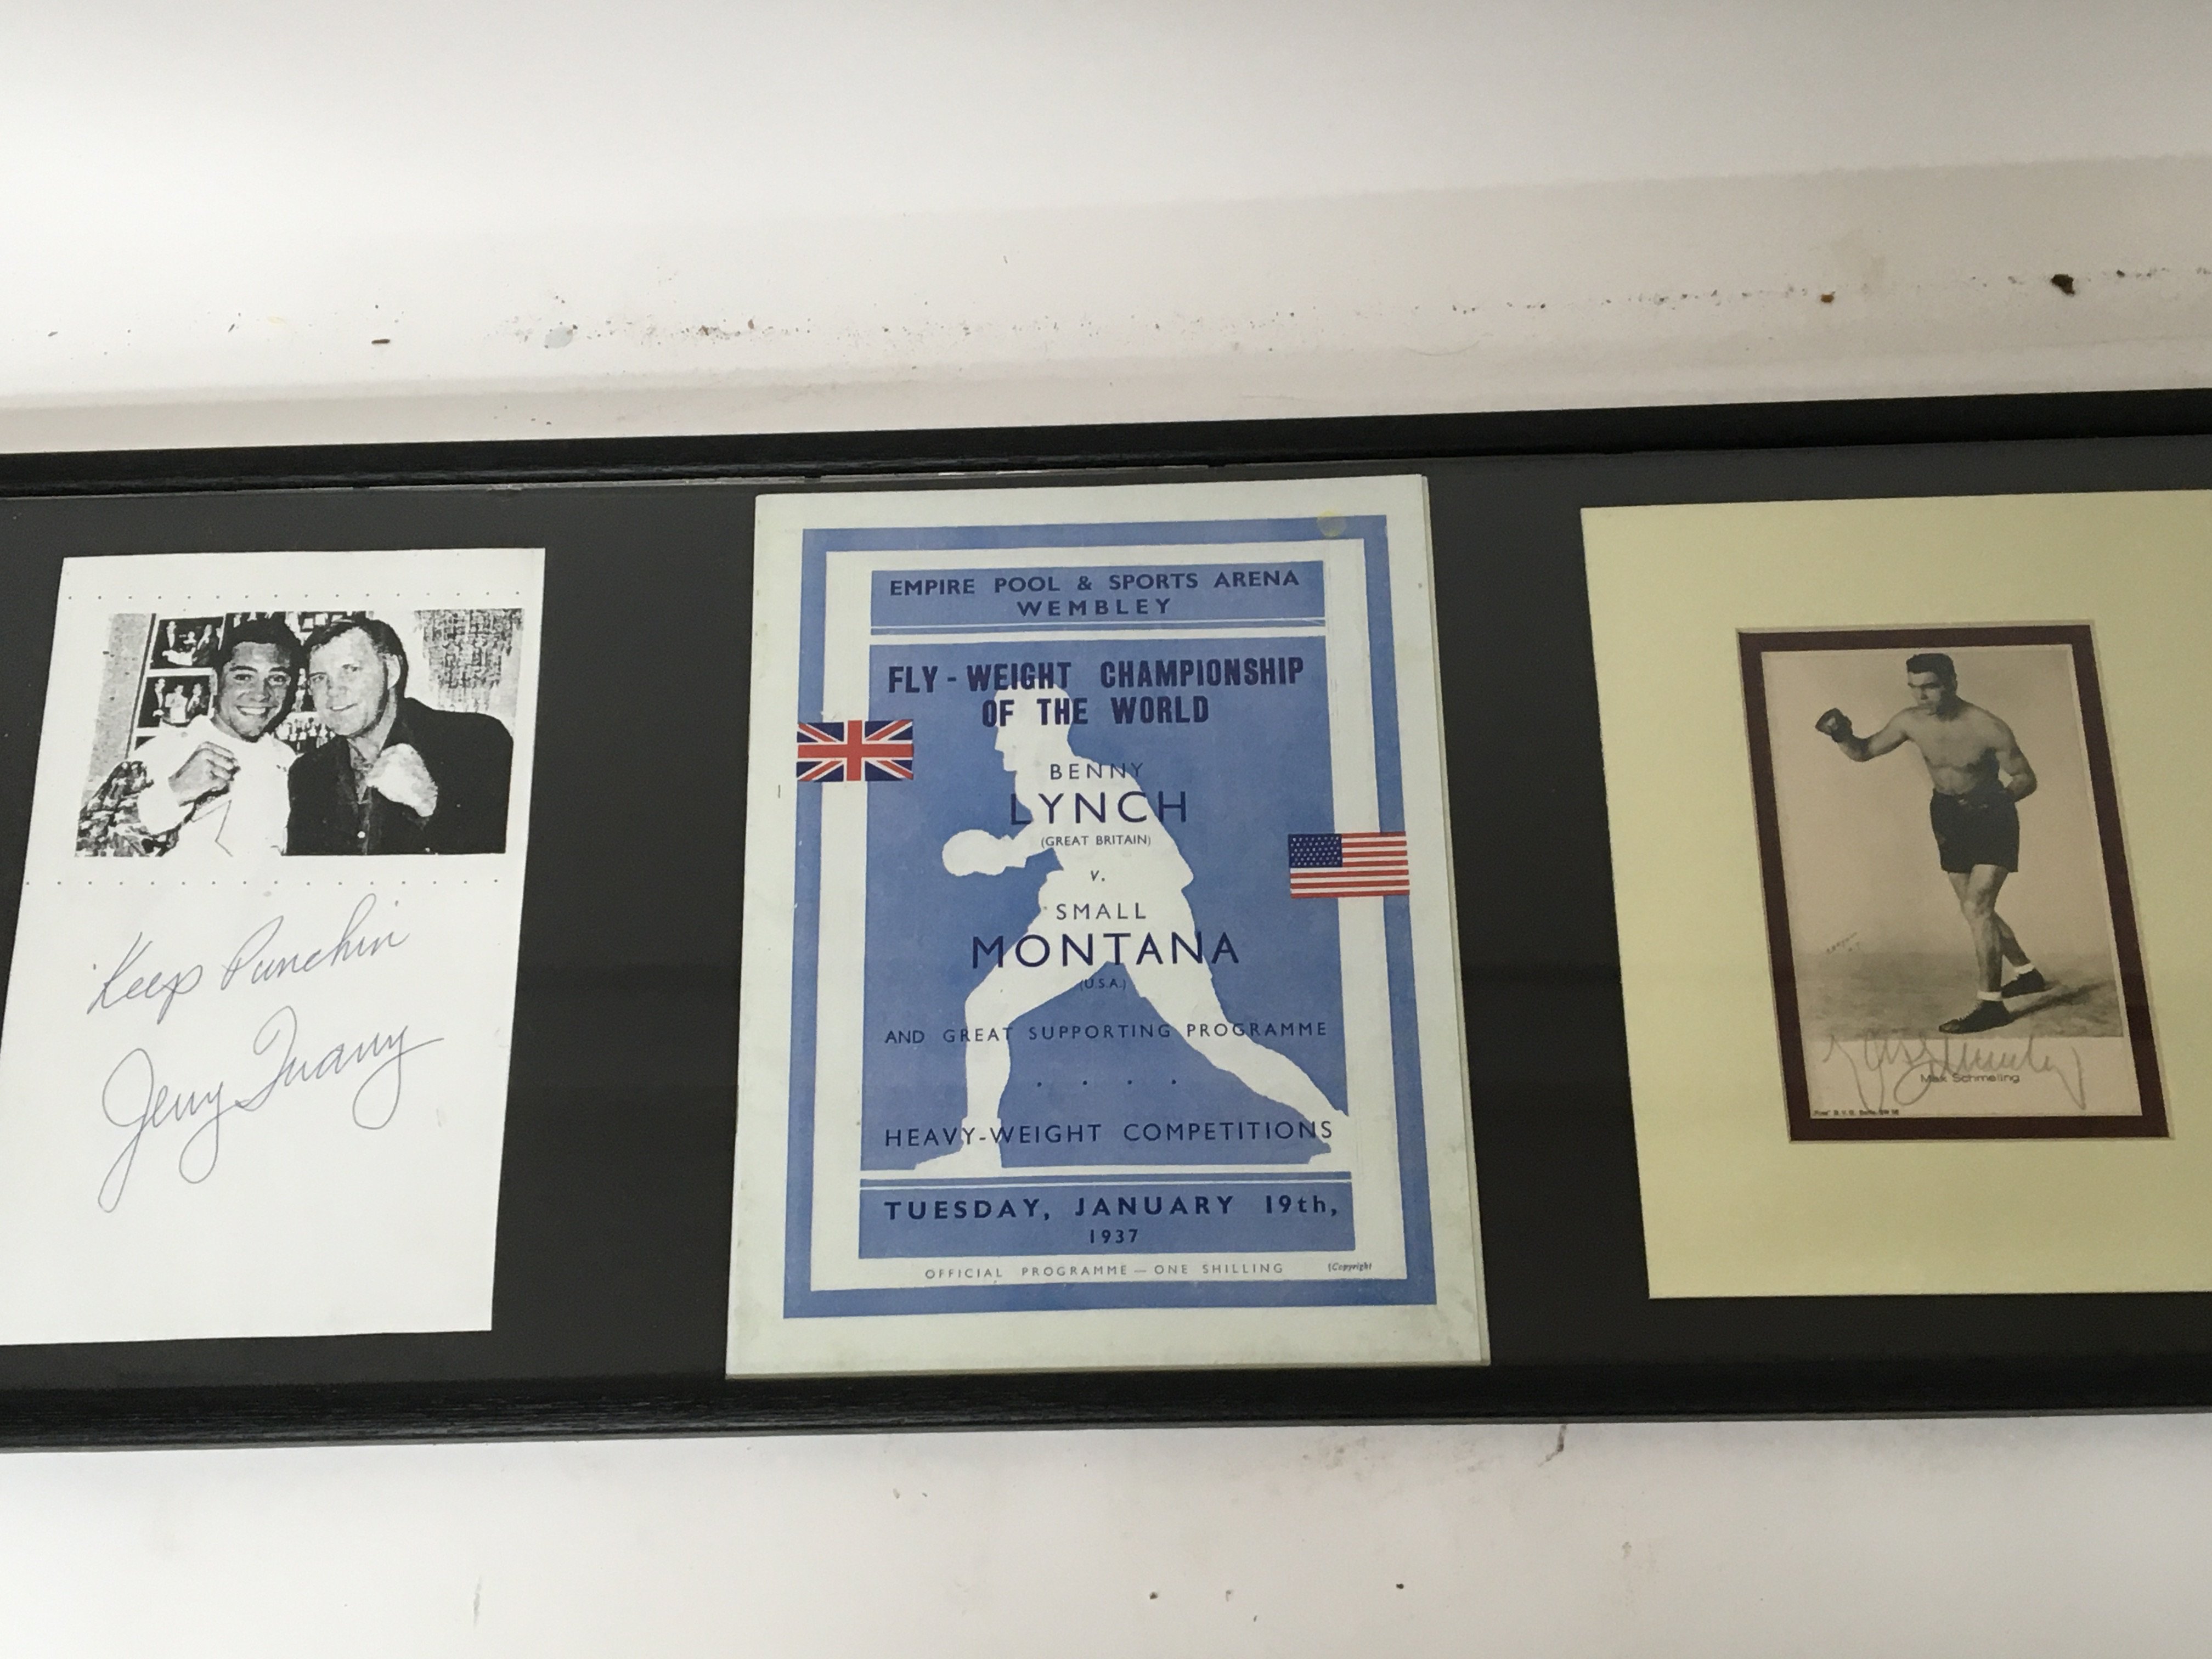 Keep Punchin
Jerry Quarry
EMPIRE POOL & SPORTS ARENA
WEMBLEY
FLY-WEIGHT CHAMPIONSHIP
OF THE WORLD
BENNY
LYNCH
(GREAT BRITAIN)
v.
SMALL
MONTANA
(U.S.A.)
AND GREAT SUPPORTING PROGRAMME
. . . .
HEAVY-WEIGHT COMPETITIONS
TUESDAY, JANUARY 19th,
1937
OFFICIAL PROGRAMME — ONE SHILLING
[Copyright
Max Schmeling
Max Schmeling